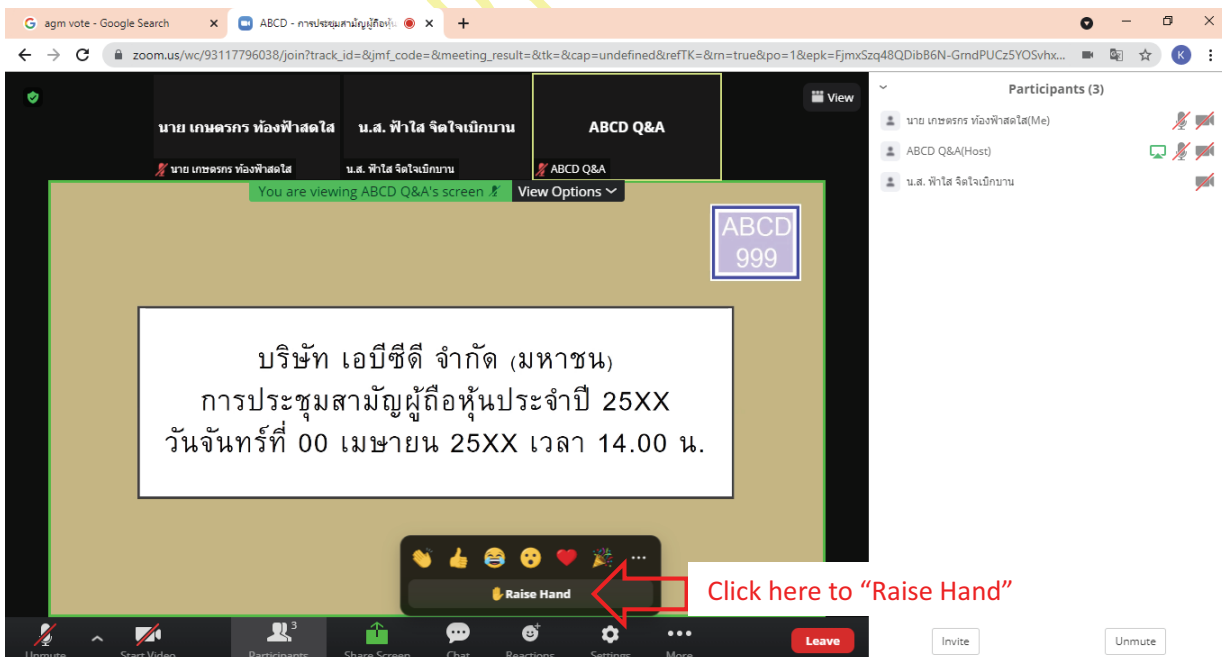 agm vote - Google Search
ABCD - การประชุมสามัญผู้ถือหุ้น
zoom.us/wc/93117796038/join?track_id=&jmf_code=&meeting_result=&tk=&cap=undefined&refTK=&rn=true&po=1&epk=FjmxSzq48QDibB6N-GrndPUCz5YOSvhx...
K
นาย เกษตรกร ท้องฟ้าสดใส
น.ส. ฟ้าใส จิตใจเบิกบาน
ABCD Q&A
View
นาย เกษตรกร ท้องฟ้าสดใส
น.ส. ฟ้าใส จิตใจเบิกบาน
ABCD Q&A
You are viewing ABCD Q&A's screen
View Options
Participants (3)
นาย เกษตรกร ท้องฟ้าสดใส(Me)
ABCD Q&A(Host)
น.ส. ฟ้าใส จิตใจเบิกบาน
ABCD
999
บริษัท เอบีซีดี จำกัด (มหาชน)
การประชุมสามัญผู้ถือหุ้นประจำปี 25XX
วันจันทร์ที่ 00 เมษายน 25XX เวลา 14.00 น.
Raise Hand
Click here to “Raise Hand”
Unmute
Start Video
Participants
3
Share Screen
Chat
Reactions
Settings
More
Leave
Invite
Unmute